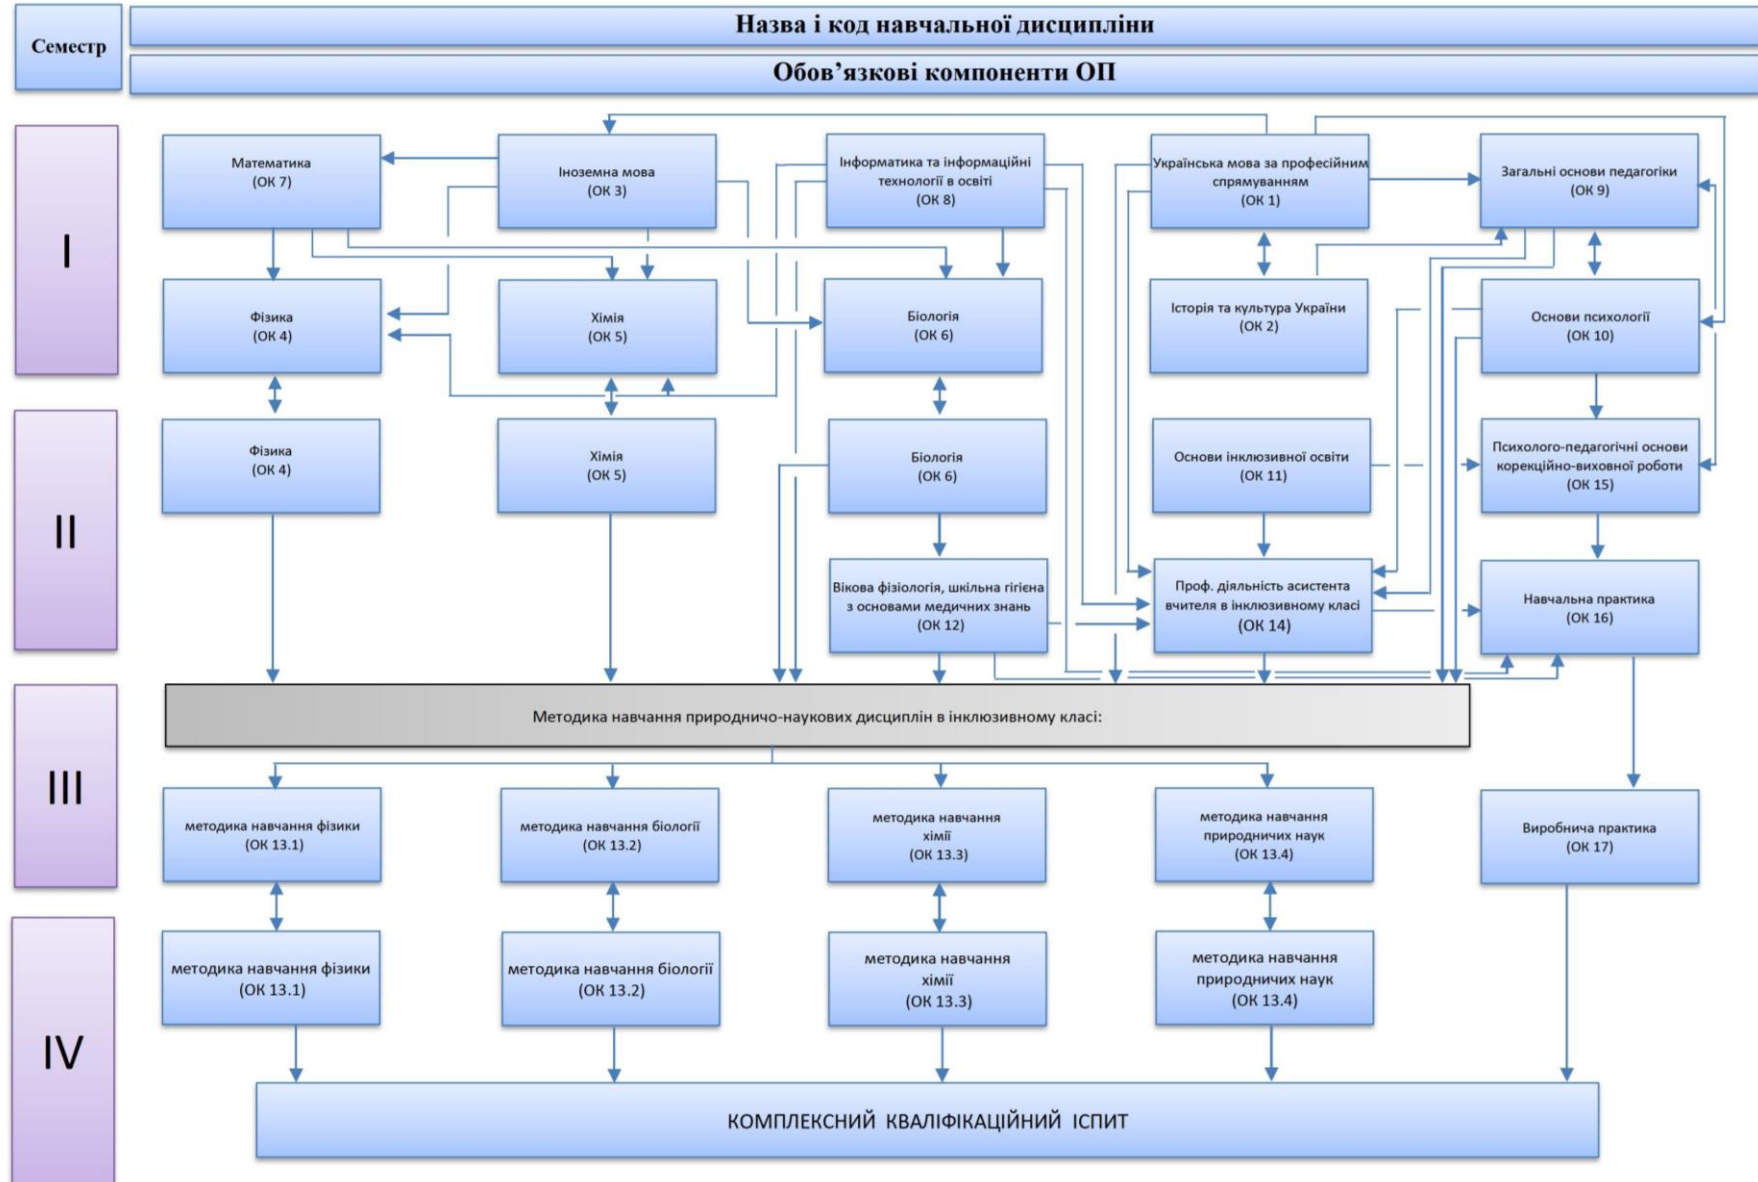 Семестр
Назва і код навчальної дисципліни
Обов’язкові компоненти ОП
I
Математика
(ОК 7)
Іноземна мова
(ОК 3)
Інформатика та інформаційні
технології в освіті
(ОК 8)
Українська мова за професійним
спрямуванням
(ОК 1)
Загальні основи педагогіки
(ОК 9)
Фізика
(ОК 4)
Хімія
(ОК 5)
Біологія
(ОК 6)
Історія та культура України
(ОК 2)
Основи психології
(ОК 10)
II
Фізика
(ОК 4)
Хімія
(ОК 5)
Біологія
(ОК 6)
Основи інклюзивної освіти
(ОК 11)
Психолого-педагогічні основи
корекційно-виховної роботи
(ОК 15)
Вікова фізіологія, шкільна гігієна
з основами медичних знань
(ОК 12)
Проф. діяльність асистента
вчителя в інклюзивному класі
(ОК 14)
Навчальна практика
(ОК 16)
Методика навчання природничо-наукових дисциплін в інклюзивному класі:
III
методика навчання фізики
(ОК 13.1)
методика навчання біології
(ОК 13.2)
методика навчання
хімії
(ОК 13.3)
методика навчання
природничих наук
(ОК 13.4)
Виробнича практика
(ОК 17)
IV
методика навчання фізики
(ОК 13.1)
методика навчання біології
(ОК 13.2)
методика навчання
хімії
(ОК 13.3)
методика навчання
природничих наук
(ОК 13.4)
КОМПЛЕКСНИЙ КВАЛІФІКАЦІЙНИЙ ІСПИТ